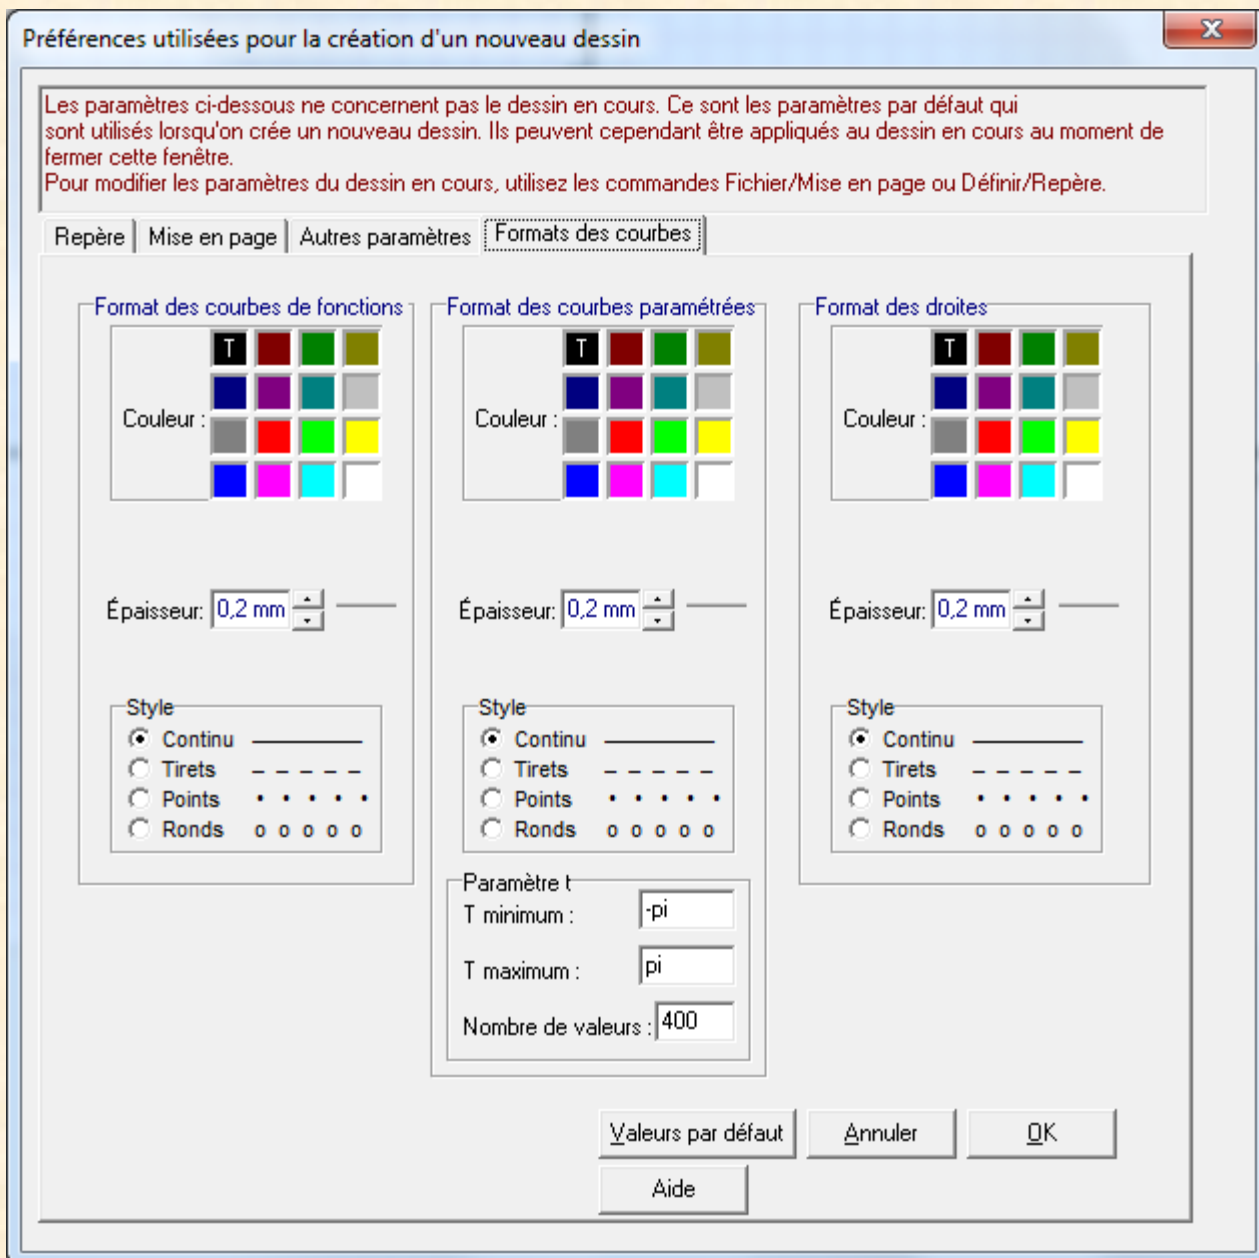 Préférences utilisées pour la création d'un nouveau dessin
x
Les paramètres ci-dessous ne concernent pas le dessin en cours. Ce sont les paramètres par défaut qui
sont utilisés lorsqu'on crée un nouveau dessin. Ils peuvent cependant être appliqués au dessin en cours au moment de
fermer cette fenêtre.
Pour modifier les paramètres du dessin en cours, utilisez les commandes Fichier/Mise en page ou Définir/Repère.
Repère
Mise en page
Autres paramètres
Formats des courbes
Format des courbes de fonctions
T
Couleur :
Épaisseur: 0,2 mm
Style
Continu
Tirets
Points
Ronds o o o o o
Format des courbes paramétrées
T
Couleur :
Épaisseur: 0,2 mm
Style
Continu
Tirets
Points
Ronds o o o o o
Paramètre t
T minimum : -pi
T maximum : pi
Nombre de valeurs : 400
Format des droites
T
Couleur :
Épaisseur: 0,2 mm
Style
Continu
Tirets
Points
Ronds o o o o o
Valeurs par défaut
Annuler
OK
Aide